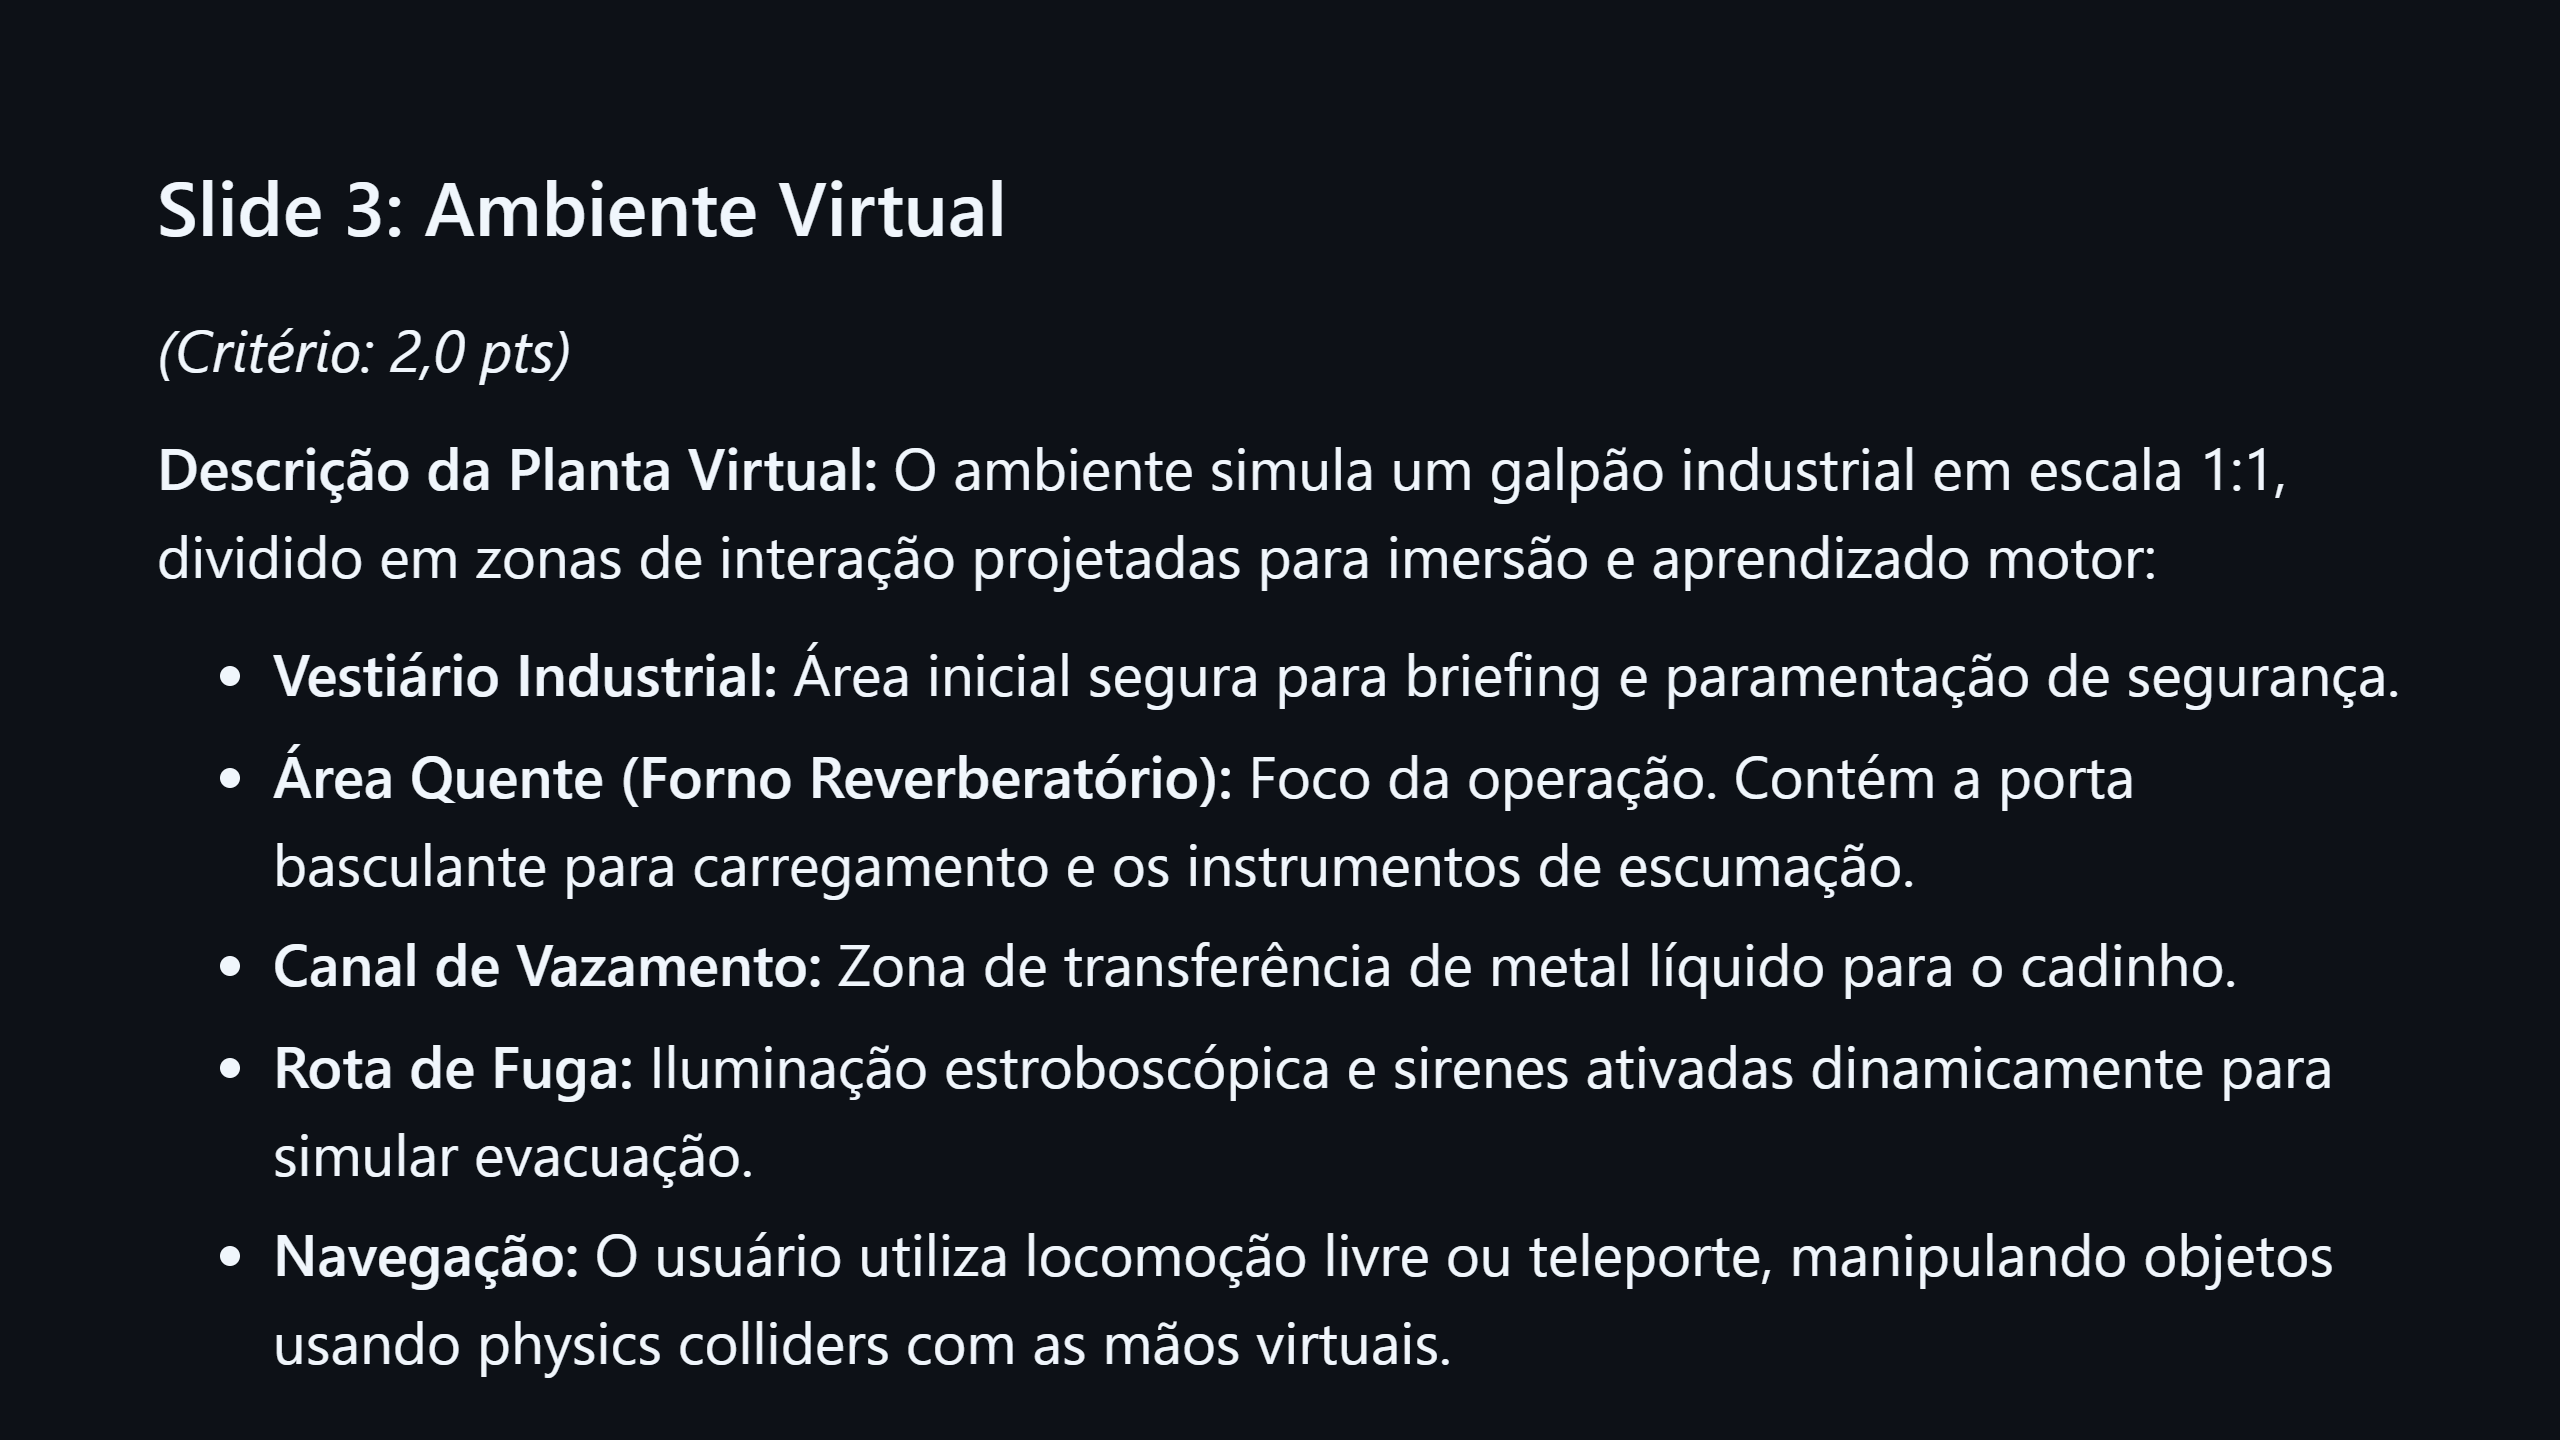 Slide 3: Ambiente Virtual
(Critério: 2,0 pts)
Descrição da Planta Virtual: O ambiente simula um galpão industrial em escala 1:1,
dividido em zonas de interação projetadas para imersão e aprendizado motor:
• Vestiário Industrial: Área inicial segura para briefing e paramentação de segurança.
• Área Quente (Forno Reverberatório): Foco da operação. Contém a porta
basculante para carregamento e os instrumentos de escumação.
• Canal de Vazamento: Zona de transferência de metal líquido para o cadinho.
• Rota de Fuga: Iluminação estroboscópica e sirenes ativadas dinamicamente para
simular evacuação.
• Navegação: O usuário utiliza locomoção livre ou teleporte, manipulando objetos
usando physics colliders com as mãos virtuais.